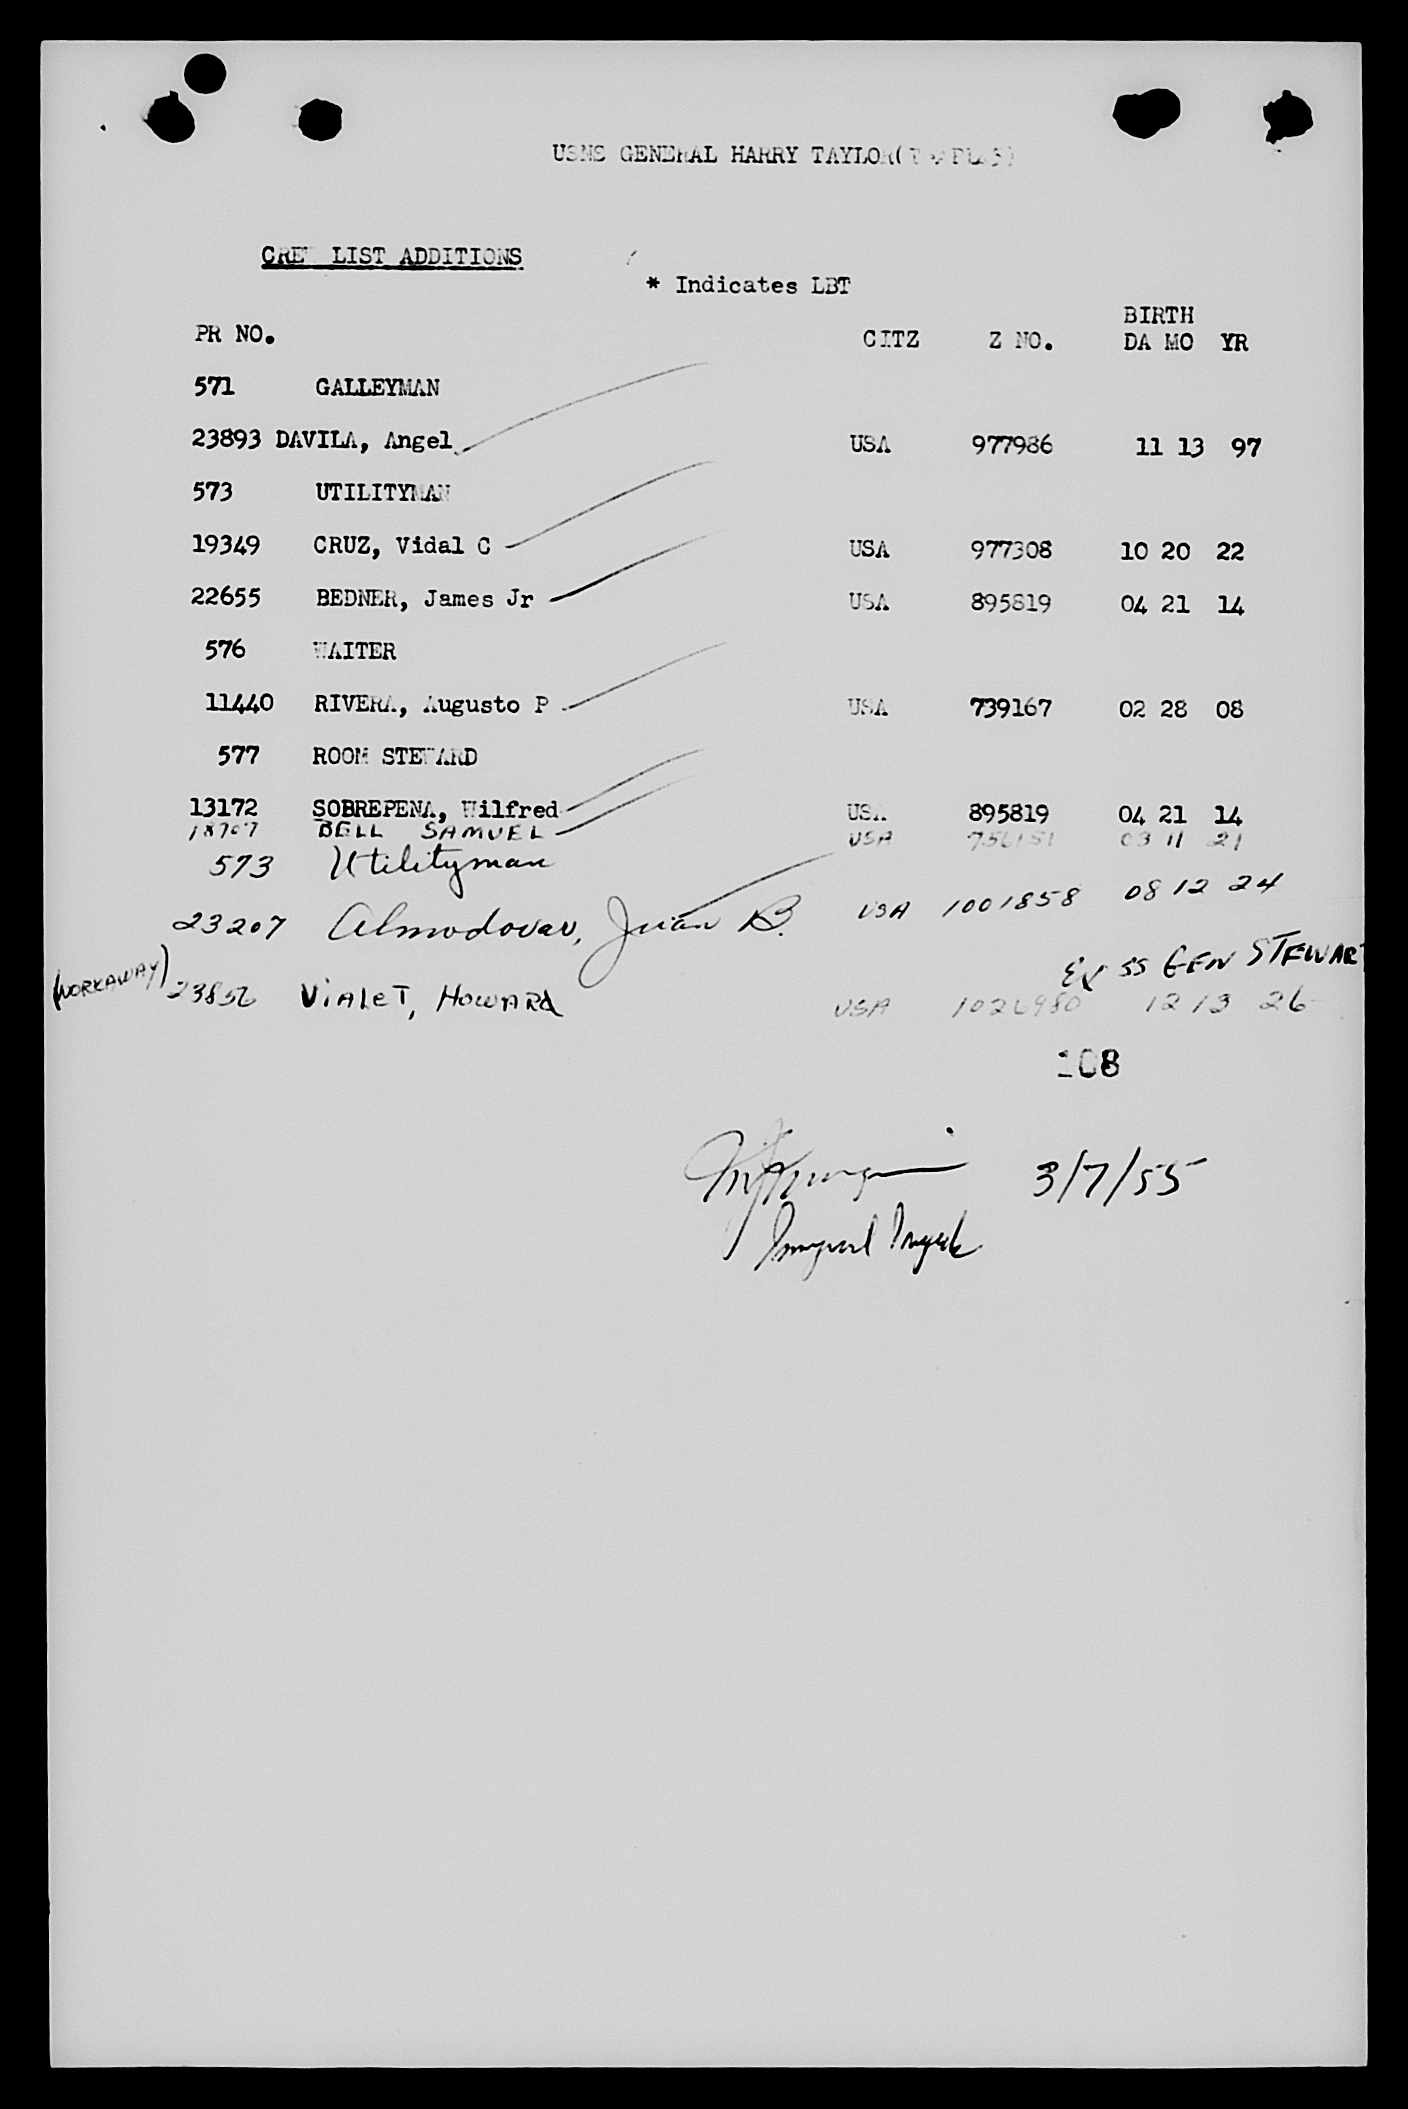 USNS GENERAL HARRY TAYLOR
CREW LIST ADDITIONS
* Indicates LBT
BIRTH
PR NO. CITZ Z NO. DA MO YR
571 GALLEYMAN
23893 DAVILA, Angel USA 977986 11 13 97
573 UTILITYMAN
19349 CRUZ, Vidal C USA 977308 10 20 22
22655 BEDNER, James Jr USA 895819 04 21 14
576 WAITER
11440 RIVERA, Augusto P USA 739167 02 28 08
577 ROOM STEWARD
13172 SOBREPENA, Wilfred USA 895819 04 21 14
18707 BELL SAMUEL USA 756151 03 11 21
573 Utilityman
23207 Almodovar, Juan B. USA 1001858 08 12 24
Ex SS GEN STEWART
(WORKAWAY) 23856 ViALeT, HowARd USA 1026980 12 13 26
108
3/7/55